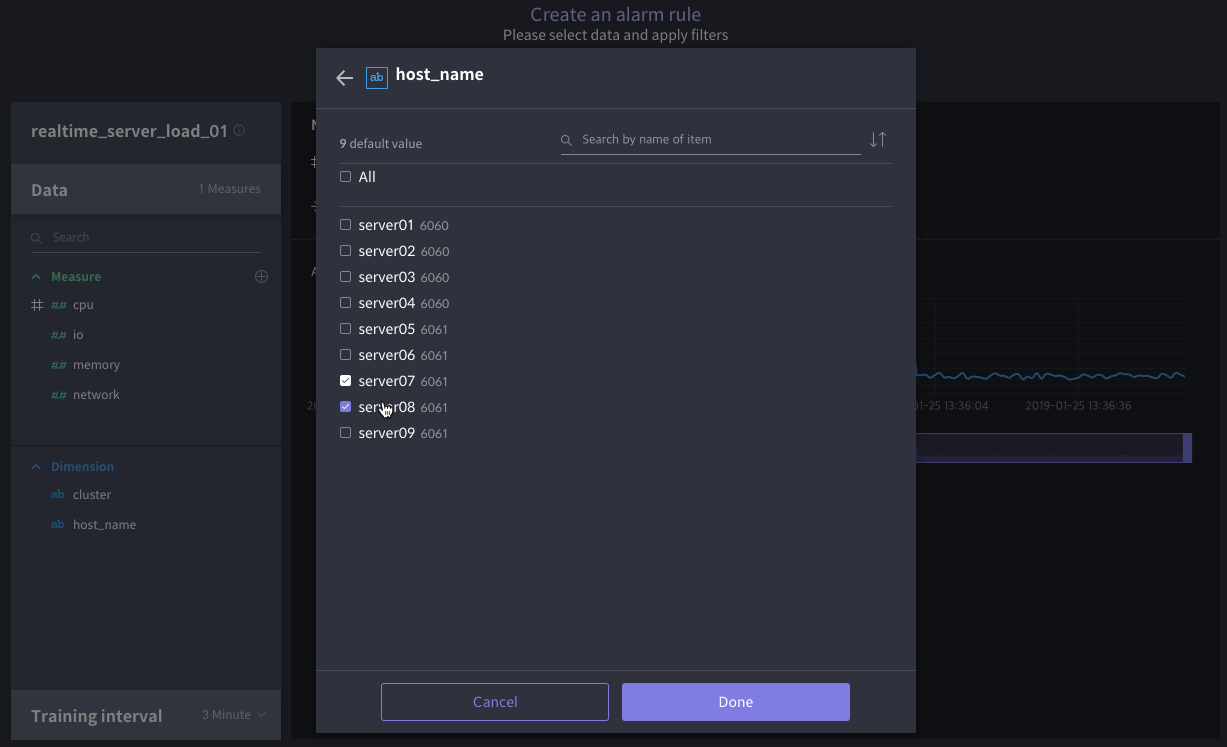 Create an alarm rule
Please select data and apply filters
realtime_server_load_01
Data 1 Measures
Search
Measure
## cpu
## io
## memory
## network
Dimension
ab cluster
ab host_name
Training interval 3 Minute
ab host_name
9 default value
Search by name of item
All
server01 6060
server02 6060
server03 6060
server04 6060
server05 6061
server06 6061
server07 6061
server08 6061
server09 6061
Cancel Done
01-25 13:36:04 2019-01-25 13:36:36